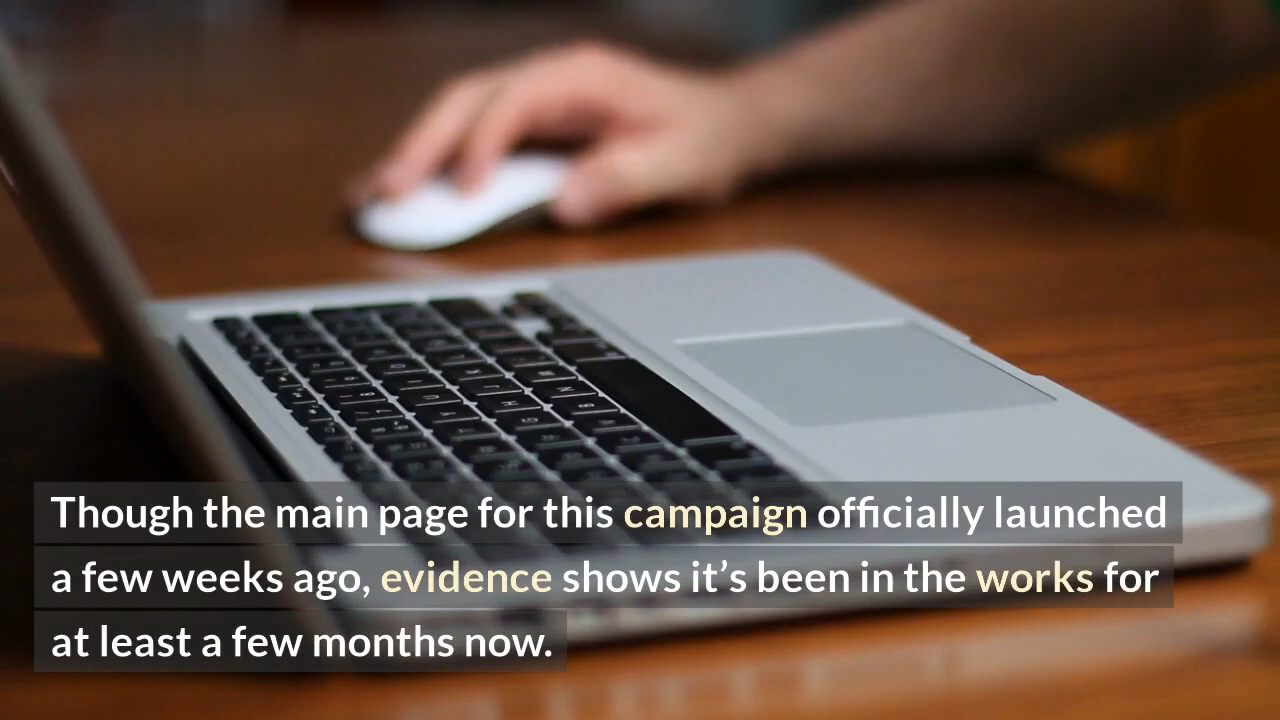 Though the main page for this campaign officially launched
a few weeks ago, evidence shows it’s been in the works for
at least a few months now.